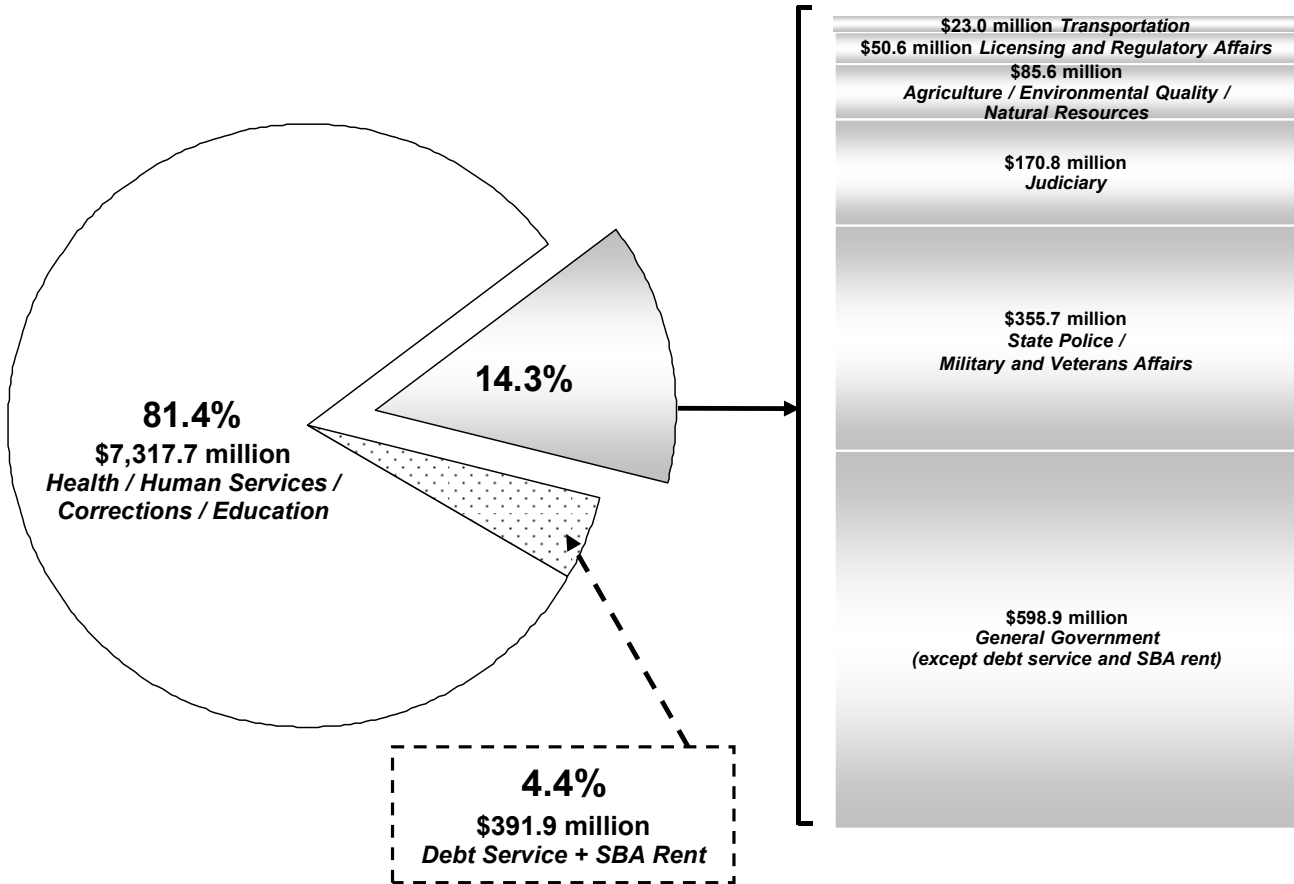 81.4%
$7,317.7 million
Health / Human Services /
Corrections / Education
14.3%
4.4%
$391.9 million
Debt Service + SBA Rent
$23.0 million Transportation
$50.6 million Licensing and Regulatory Affairs
$85.6 million
Agriculture / Environmental Quality /
Natural Resources
$170.8 million
Judiciary
$355.7 million
State Police /
Military and Veterans Affairs
$598.9 million
General Government
(except debt service and SBA rent)